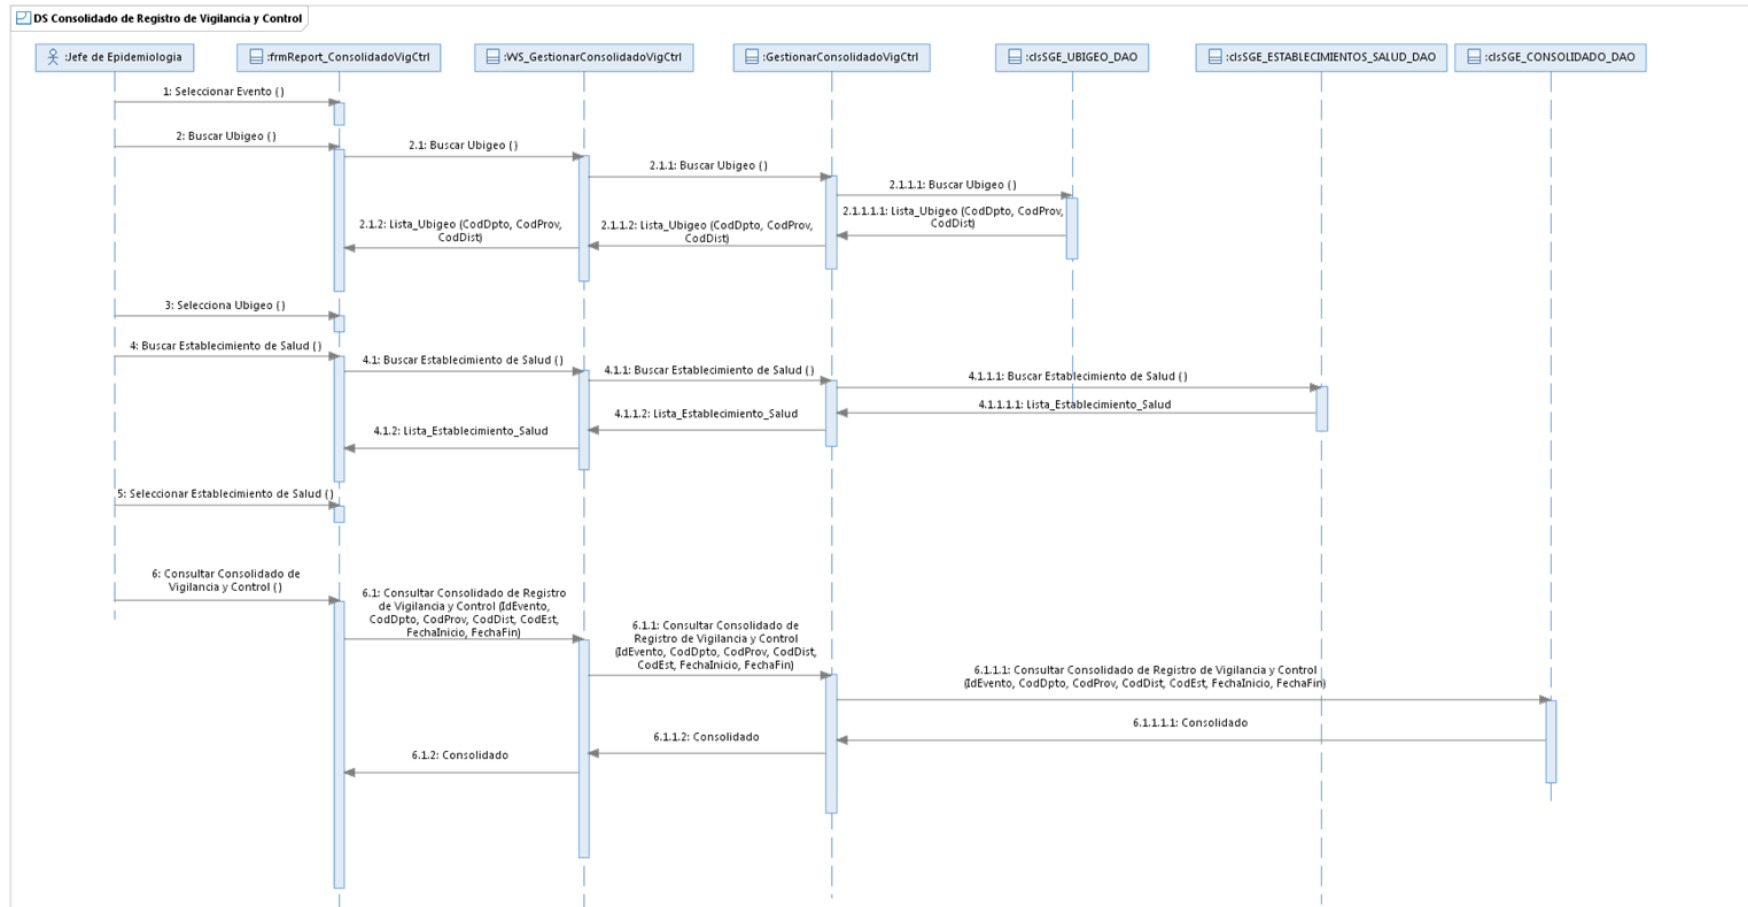 DS Consolidado de Registro de Vigilancia y Control
:Jefe de Epidemiologia
:frmReport_ConsolidadoVigCtrl
:WS_GestionarConsolidadoVigCtrl
:GestionarConsolidadoVigCtrl
:clsSGE_UBIGEO_DAO
:clsSGE_ESTABLECIMIENTOS_SALUD_DAO
:clsSGE_CONSOLIDADO_DAO
1: Seleccionar Evento ( )
2: Buscar Ubigeo ( )
2.1: Buscar Ubigeo ( )
2.1.1: Buscar Ubigeo ( )
2.1.1.1: Buscar Ubigeo ( )
2.1.1.1.1: Lista_Ubigeo (CodDpto, CodProv,
CodDist)
2.1.1.2: Lista_Ubigeo (CodDpto, CodProv,
CodDist)
2.1.2: Lista_Ubigeo (CodDpto, CodProv,
CodDist)
3: Selecciona Ubigeo ( )
4: Buscar Establecimiento de Salud ( )
4.1: Buscar Establecimiento de Salud ( )
4.1.1: Buscar Establecimiento de Salud ( )
4.1.1.1: Buscar Establecimiento de Salud ( )
4.1.1.1.1: Lista_Establecimiento_Salud
4.1.1.2: Lista_Establecimiento_Salud
4.1.2: Lista_Establecimiento_Salud
5: Seleccionar Establecimiento de Salud ( )
6: Consultar Consolidado de
Vigilancia y Control ( )
6.1: Consultar Consolidado de Registro
de Vigilancia y Control (IdEvento,
CodDpto, CodProv, CodDist, CodEst,
FechaInicio, FechaFin)
6.1.1: Consultar Consolidado de
Registro de Vigilancia y Control
(IdEvento, CodDpto, CodProv, CodDist,
CodEst, FechaInicio, FechaFin)
6.1.1.1: Consultar Consolidado de Registro de Vigilancia y Control
(IdEvento, CodDpto, CodProv, CodDist, CodEst, FechaInicio, FechaFin)
6.1.1.1.1: Consolidado
6.1.1.2: Consolidado
6.1.2: Consolidado